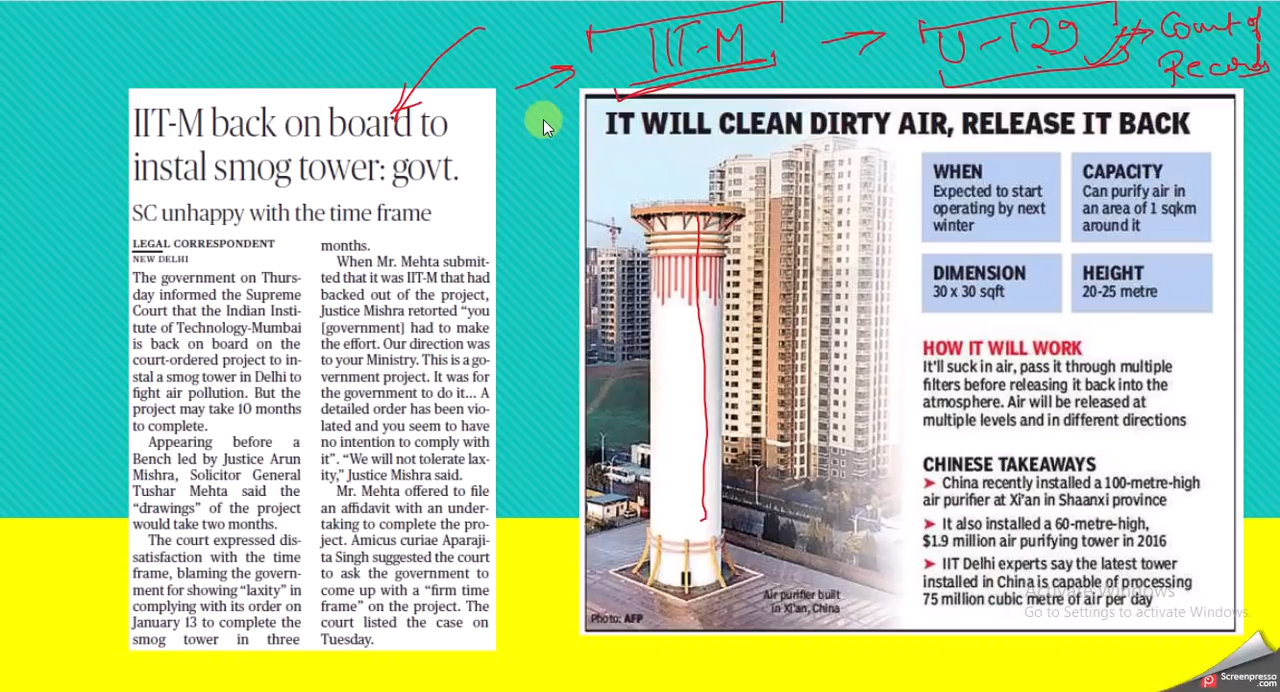 IIT-M → U-129 → Court of
Records
IIT-M back on board to
instal smog tower: govt.
SC unhappy with the time frame
LEGAL CORRESPONDENT
NEW DELHI
The government on Thurs-
day informed the Supreme
Court that the Indian Insti-
tute of Technology-Mumbai
is back on board on the
court-ordered project to in-
stal a smog tower in Delhi to
fight air pollution. But the
project may take 10 months
to complete.
Appearing before a
Bench led by Justice Arun
Mishra, Solicitor General
Tushar Mehta said the
“drawings” of the project
would take two months.
The court expressed dis-
satisfaction with the time
frame, blaming the govern-
ment for showing “laxity” in
complying with its order on
January 13 to complete the
smog tower in three
months.
When Mr. Mehta submit-
ted that it was IIT-M that had
backed out of the project,
Justice Mishra retorted “you
[government] had to make
the effort. Our direction was
to your Ministry. This is a go-
vernment project. It was for
the government to do it... A
detailed order has been vio-
lated and you seem to have
no intention to comply with
it”. “We will not tolerate lax-
ity,” Justice Mishra said.
Mr. Mehta offered to file
an affidavit with an under-
taking to complete the pro-
ject. Amicus curiae Aparaji-
ta Singh suggested the court
to ask the government to
come up with a “firm time
frame” on the project. The
court listed the case on
Tuesday.
IT WILL CLEAN DIRTY AIR, RELEASE IT BACK
WHEN
Expected to start
operating by next
winter
CAPACITY
Can purify air in
an area of 1 sqkm
around it
DIMENSION
30 x 30 sqft
HEIGHT
20-25 metre
HOW IT WILL WORK
It'll suck in air, pass it through multiple
filters before releasing it back into the
atmosphere. Air will be released at
multiple levels and in different directions
CHINESE TAKEAWAYS
➤ China recently installed a 100-metre-high
air purifier at Xi'an in Shaanxi province
➤ It also installed a 60-metre-high,
$1.9 million air purifying tower in 2016
➤ IIT Delhi experts say the latest tower
installed in China is capable of processing
75 million cubic metre of air per day
Air purifier built
in Xi'an, China
Photo: AFP
Activate Windows
Go to Settings to activate Windows.
Screenpresso
.com